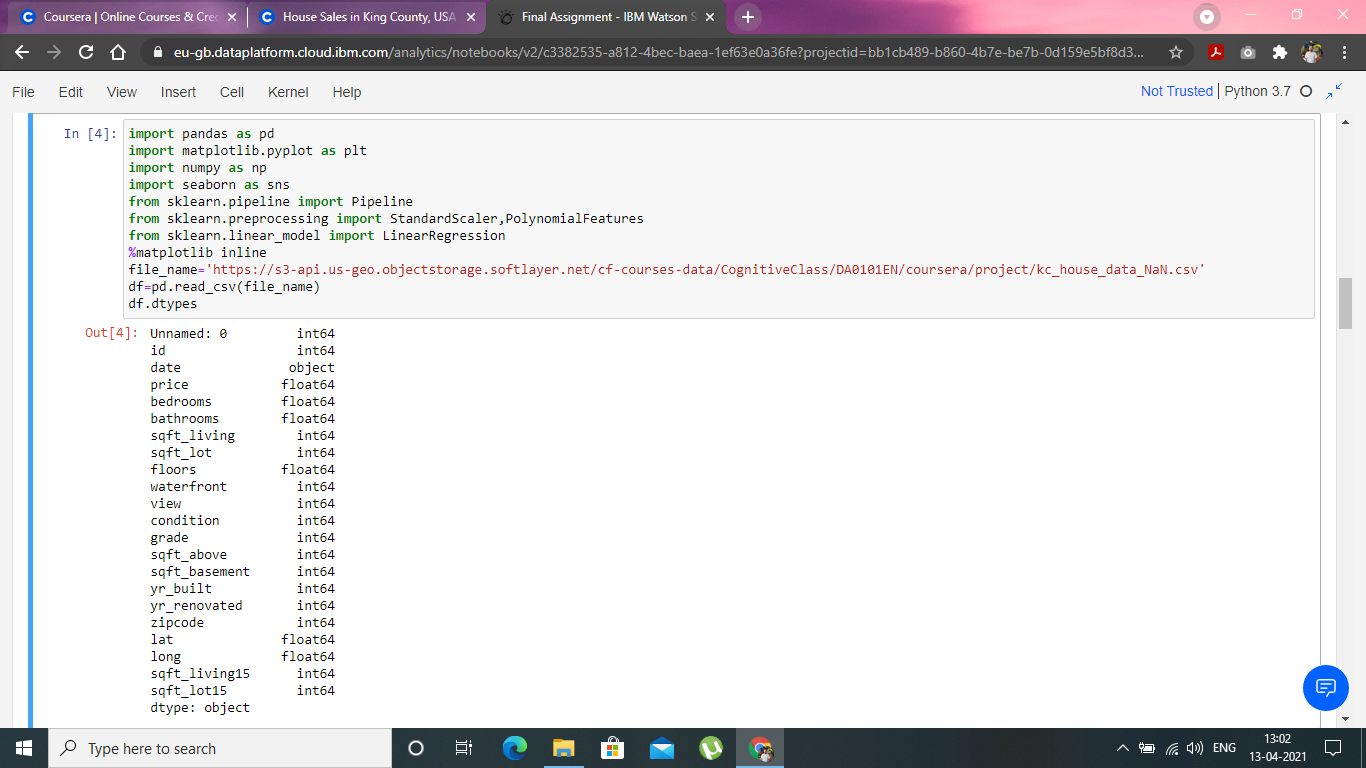 Coursera | Online Courses & Cre
House Sales in King County, USA
Final Assignment - IBM Watson S
eu-gb.dataplatform.cloud.ibm.com/analytics/notebooks/v2/c3382535-a812-4bec-baea-1ef63e0a36fe?projectid=bb1cb489-b860-4b7e-be7b-0d159e5bf8d3...
File Edit View Insert Cell Kernel Help
Not Trusted | Python 3.7
In [4]:
import pandas as pd
import matplotlib.pyplot as plt
import numpy as np
import seaborn as sns
from sklearn.pipeline import Pipeline
from sklearn.preprocessing import StandardScaler,PolynomialFeatures
from sklearn.linear_model import LinearRegression
%matplotlib inline
file_name='https://s3-api.us-geo.objectstorage.softlayer.net/cf-courses-data/CognitiveClass/DA0101EN/coursera/project/kc_house_data_NaN.csv'
df=pd.read_csv(file_name)
df.dtypes
Out[4]:
Unnamed: 0 int64
id int64
date object
price float64
bedrooms float64
bathrooms float64
sqft_living int64
sqft_lot int64
floors float64
waterfront int64
view int64
condition int64
grade int64
sqft_above int64
sqft_basement int64
yr_built int64
yr_renovated int64
zipcode int64
lat float64
long float64
sqft_living15 int64
sqft_lot15 int64
dtype: object
Type here to search
ENG
13:02
13-04-2021